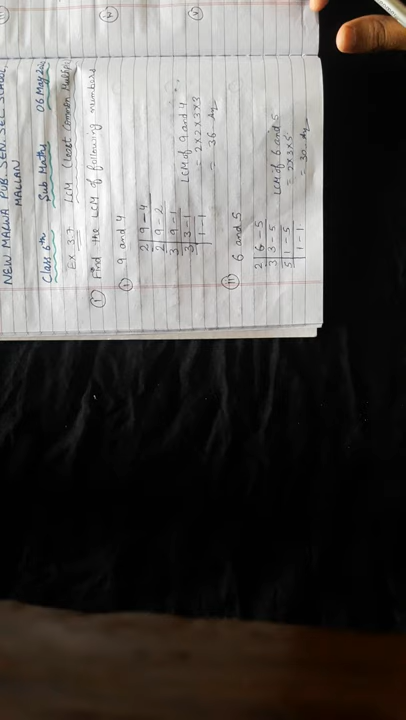 NEW MALWA PUB. SEN. SEC SCHOOL
MALLAN
Class 6th Sub Maths 06 May
Ex 3.7 LCM (Least Common Multiple
(1) Find the LCM of following numbers
(i) 9 and 4
2 | 9 - 4
2 | 9 - 2
3 | 9 - 1
3 | 3 - 1
1 - 1
LCM of 9 and 4
= 2×2×3×3
= 36 Ans
(ii) 6 and 5
2 | 6 - 5
3 | 3 - 5
5 | 1 - 5
1 - 1
LCM of 6 and 5
= 2×3×5
= 30 Ans